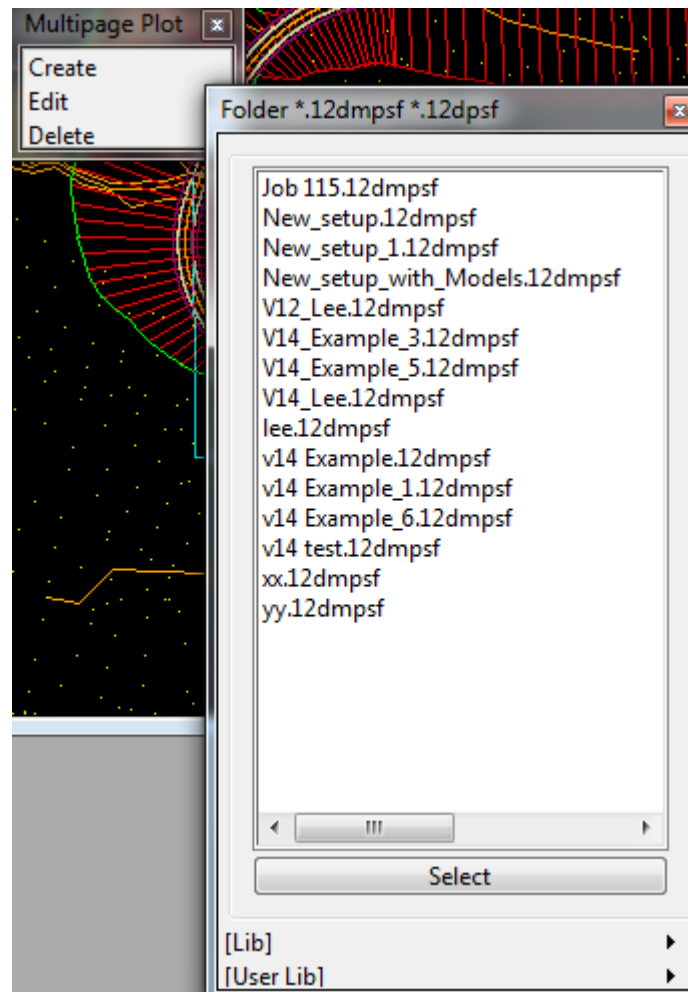 Multipage Plot
Create
Edit
Delete
Folder *.12dmpsf *.12dpsf
Job 115.12dmpsf
New_setup.12dmpsf
New_setup_1.12dmpsf
New_setup_with_Models.12dmpsf
V12_Lee.12dmpsf
V14_Example_3.12dmpsf
V14_Example_5.12dmpsf
V14_Lee.12dmpsf
lee.12dmpsf
v14 Example.12dmpsf
v14 Example_1.12dmpsf
v14 Example_6.12dmpsf
v14 test.12dmpsf
xx.12dmpsf
yy.12dmpsf
Select
[Lib]
[User Lib]